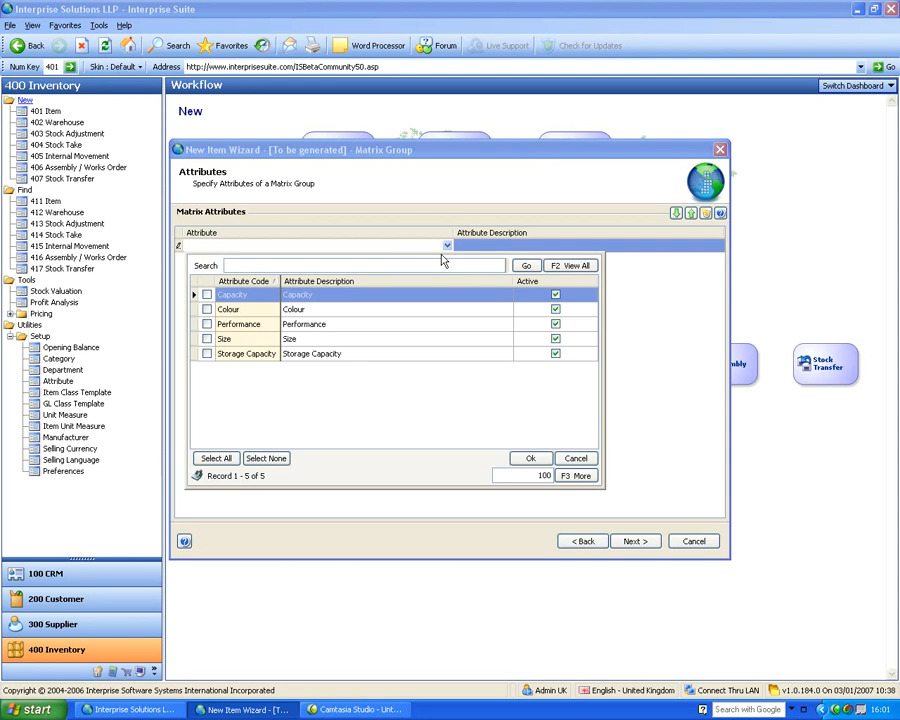 Interprise Solutions LLP - Interprise Suite
File View Favorites Tools Help
Back Search Favorites Word Processor Forum Live Support Check for Updates
Num Key 401 Skin : Default Address http://www.interprisesuite.com/ISBetaCommunity50.asp Go
400 Inventory
Workflow
Switch Dashboard
New
401 Item
402 Warehouse
403 Stock Adjustment
404 Stock Take
405 Internal Movement
406 Assembly / Works Order
407 Stock Transfer
Find
411 Item
412 Warehouse
413 Stock Adjustment
414 Stock Take
415 Internal Movement
416 Assembly / Works Order
417 Stock Transfer
Tools
Stock Valuation
Profit Analysis
Pricing
Utilities
Setup
Opening Balance
Category
Department
Attribute
Item Class Template
GL Class Template
Unit Measure
Item Unit Measure
Manufacturer
Selling Currency
Selling Language
Preferences
100 CRM
200 Customer
300 Supplier
400 Inventory
New
New Item Wizard - [To be generated] - Matrix Group
Attributes
Specify Attributes of a Matrix Group
Matrix Attributes
Attribute Attribute Description
Search Go F2 View All
Attribute Code Attribute Description Active
Capacity Capacity
Colour Colour
Performance Performance
Size Size
Storage Capacity Storage Capacity
Select All Select None Ok Cancel
Record 1 - 5 of 5 100 F3 More
< Back Next > Cancel
mbly
Stock
Transfer
Copyright © 2004-2006 Interprise Software Systems International Incorporated Admin UK English - United Kingdom Connect Thru LAN v1.0.184.0 On 03/01/2007 10:38
start Interprise Solutions L... New Item Wizard - [T... Camtasia Studio - Unt... Search with Google 16:01